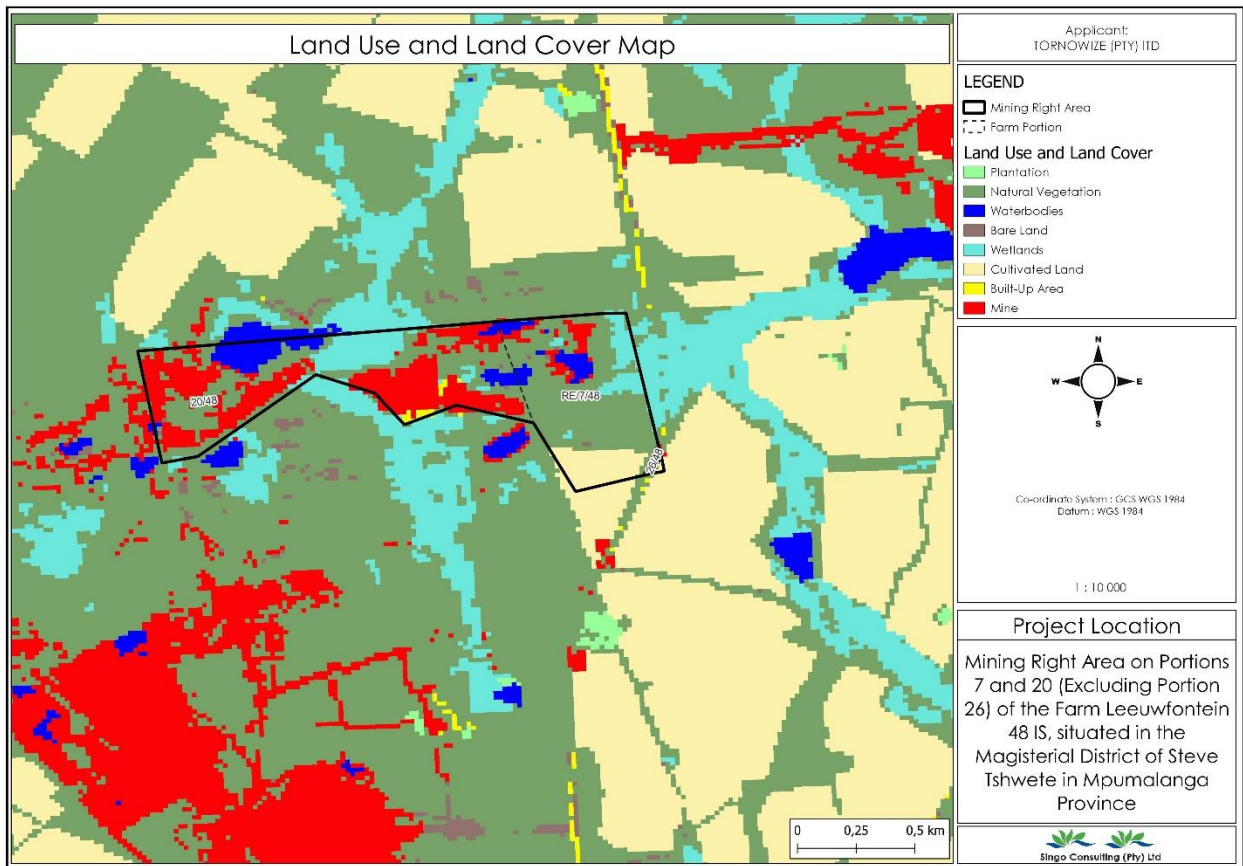 Land Use and Land Cover Map
20/48
RE/7/48
20/48
0 0,25 0,5 km
Applicant:
TORNOWIZE (PTY) lTD
LEGEND
Mining Right Area
Farm Portion
Land Use and Land Cover
Plantation
Natural Vegetation
Waterbodies
Bare Land
Wetlands
Cultivated Land
Built-Up Area
Mine
N
W E
S
Co-ordinate System : GCS WGS 1984
Datum : WGS 1984
1 : 10 000
Project Location
Mining Right Area on Portions
7 and 20 (Excluding Portion
26) of the Farm Leeuwfontein
48 IS, situated in the
Magisterial District of Steve
Tshwete in Mpumalanga
Province
Singo Consulting (Pty) Ltd